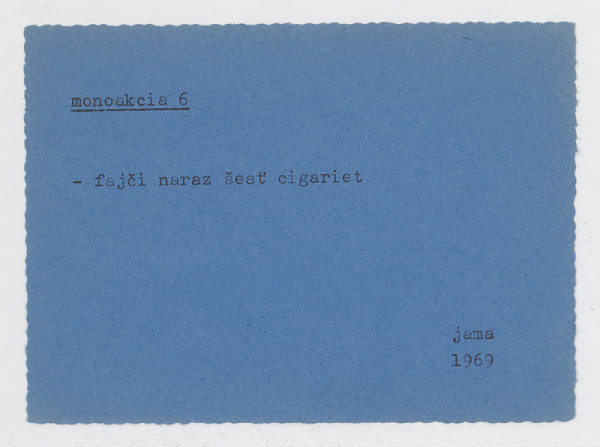 monoakcia 6
- fajči naraz šesť cigariet
jama
1969